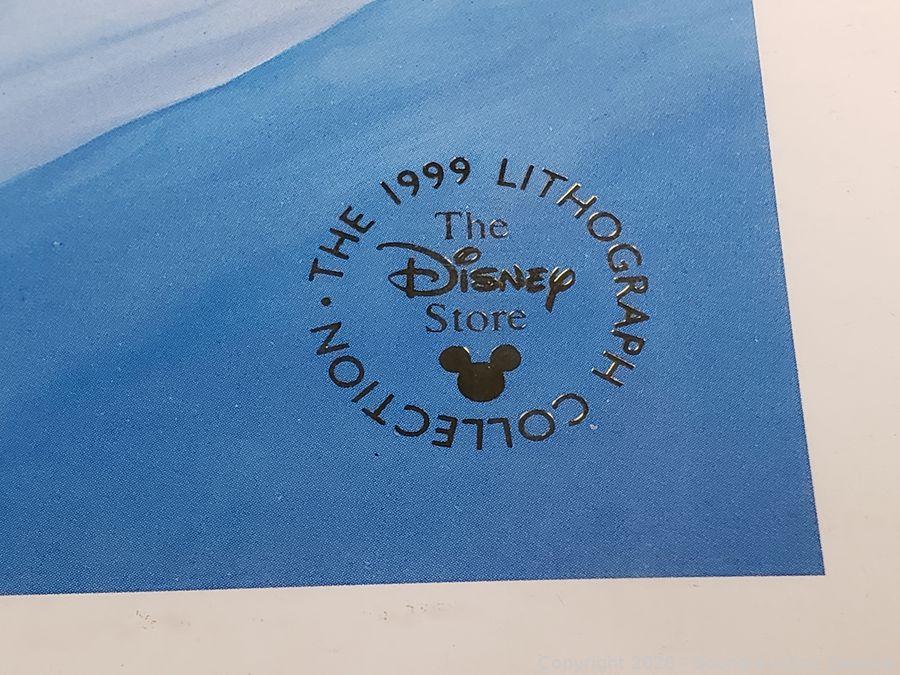 THE 1999 LITHOGRAPH COLLECTION •
The
Disney
Store